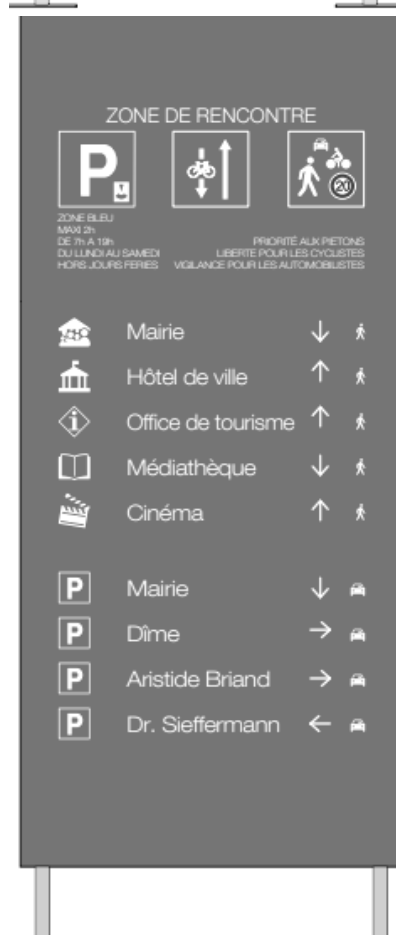 ZONE DE RENCONTRE
P
20
ZONE BLEU
MAXI 2h
DE 7h A 19h
DU LUNDI AU SAMEDI
HORS JOURS FERIES
PRIORITÉ AUX PIETONS
LIBERTE POUR LES CYCLISTES
VIGILANCE POUR LES AUTOMOBILISTES
Mairie ↓
Hôtel de ville ↑
i Office de tourisme ↑
Médiathèque ↓
Cinéma ↑
P Mairie ↓
P Dîme →
P Aristide Briand →
P Dr. Sieffermann ←